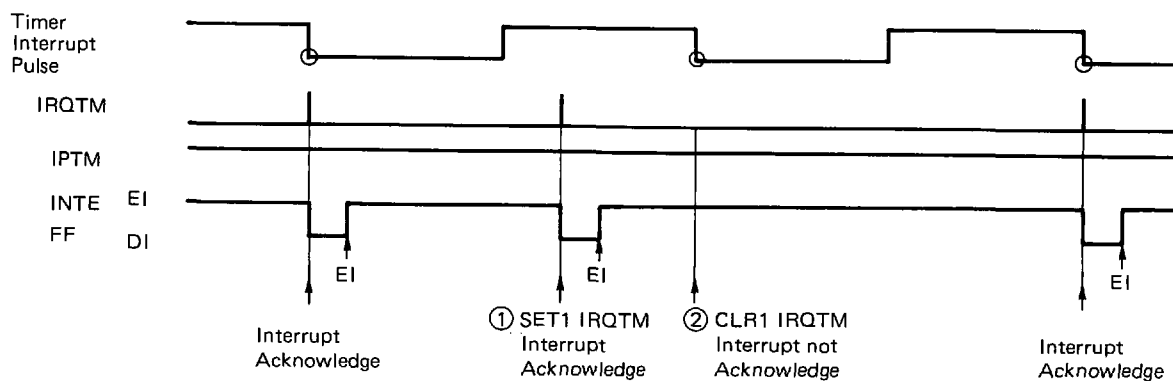 Timer
Interrupt
Pulse
IRQTM
IPTM
INTE EI
FF DI
EI
EI
EI
Interrupt
Acknowledge
① SET1 IRQTM
Interrupt
Acknowledge
② CLR1 IRQTM
Interrupt not
Acknowledge
Interrupt
Acknowledge